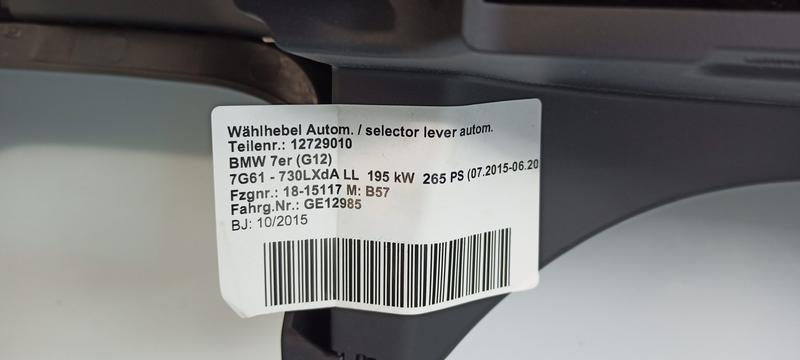 Wählhebel Autom. / selector lever autom.
Teilenr.: 12729010
BMW 7er (G12)
7G61 - 730LXdA LL 195 kW 265 PS (07.2015-06.20
Fzgnr.: 18-15117 M: B57
Fahrg.Nr.: GE12985
BJ: 10/2015